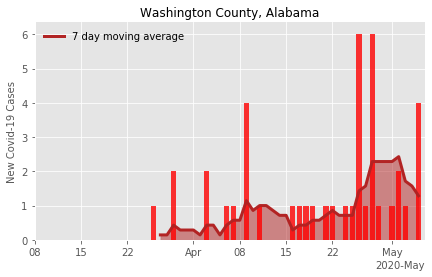 Washington County, Alabama
7 day moving average
New Covid-19 Cases
6
5
4
3
2
1
0
08 15 22 Apr 08 15 22 May
2020-May